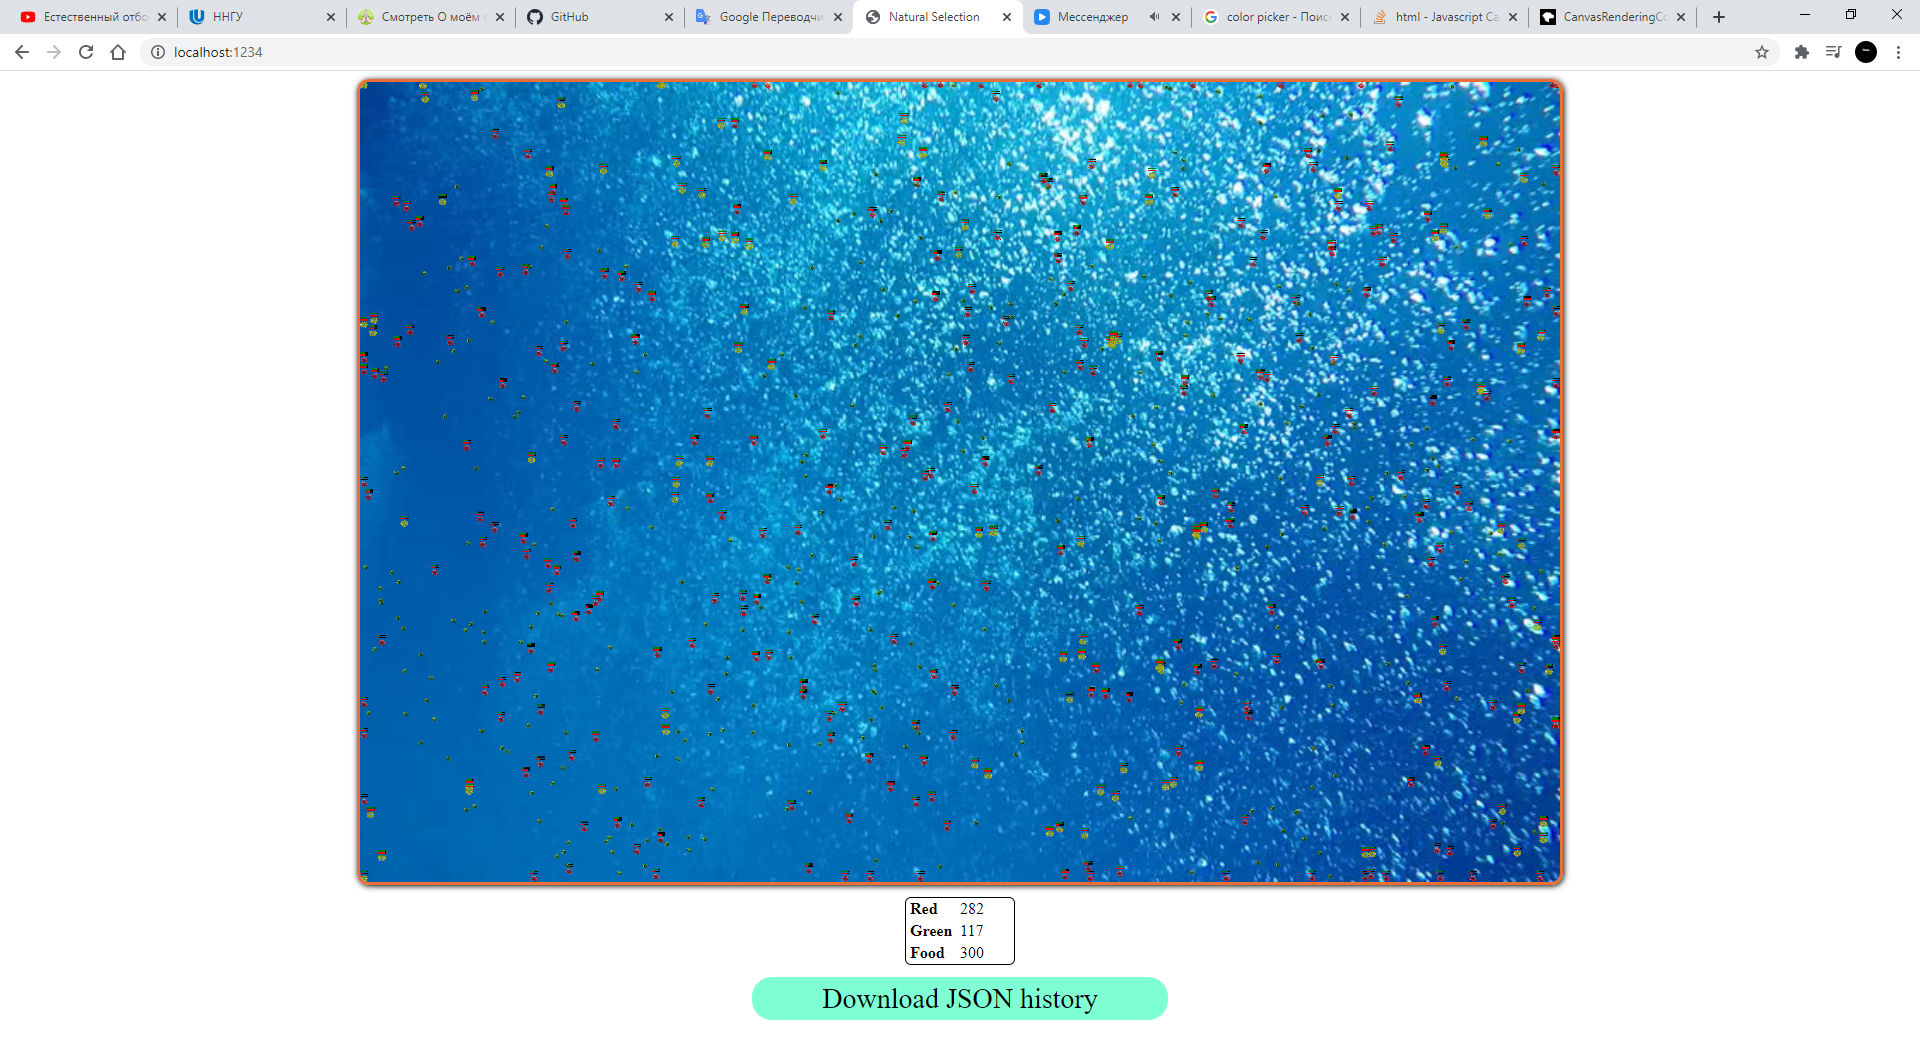 Естественный отбо
ННГУ
Смотреть О моём
GitHub
Google Переводчи
Natural Selection
Мессенджер
color picker - Поис
html - Javascript Ca
CanvasRenderingCo
localhost:1234
Red 282
Green 117
Food 300
Download JSON history